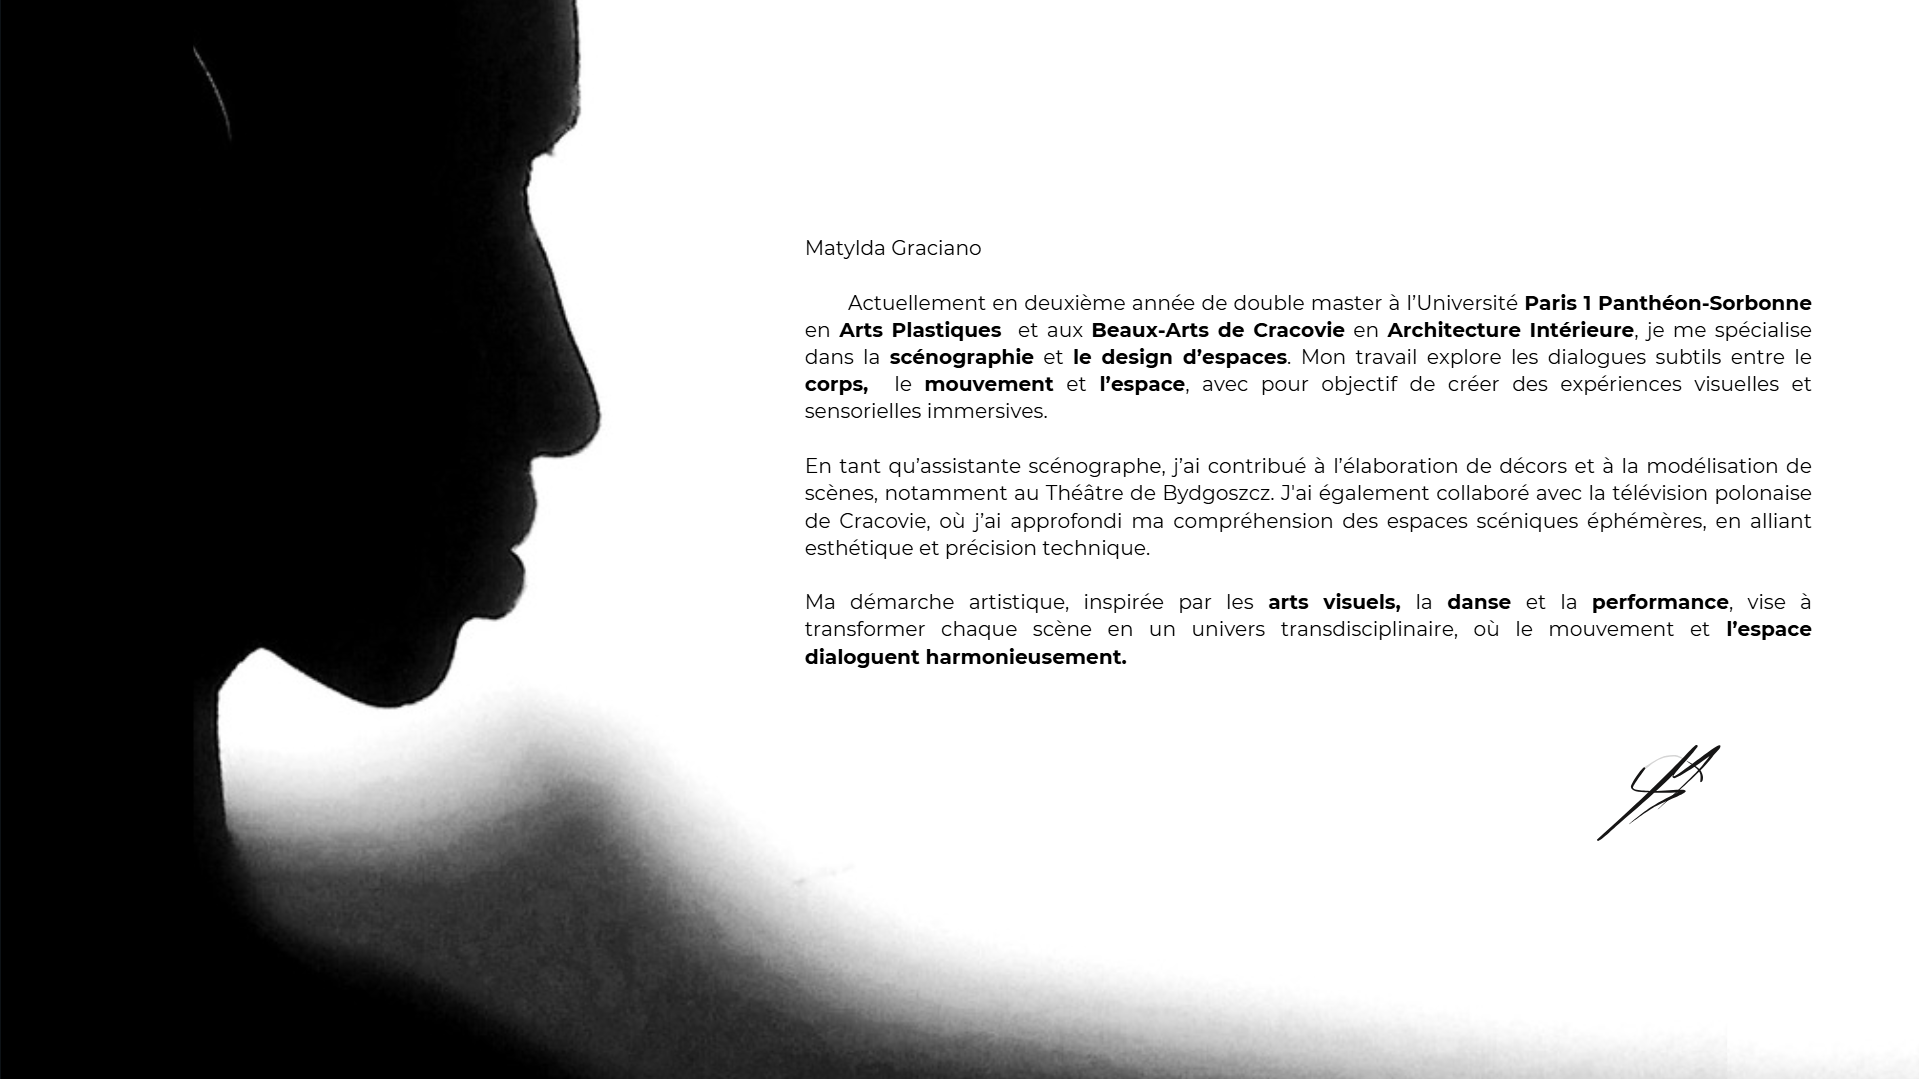 Matylda Graciano
Actuellement en deuxième année de double master à l’Université Paris 1 Panthéon-Sorbonne
en Arts Plastiques et aux Beaux-Arts de Cracovie en Architecture Intérieure, je me spécialise
dans la scénographie et le design d’espaces. Mon travail explore les dialogues subtils entre le
corps, le mouvement et l’espace, avec pour objectif de créer des expériences visuelles et
sensorielles immersives.
En tant qu’assistante scénographe, j’ai contribué à l’élaboration de décors et à la modélisation de
scènes, notamment au Théâtre de Bydgoszcz. J'ai également collaboré avec la télévision polonaise
de Cracovie, où j’ai approfondi ma compréhension des espaces scéniques éphémères, en alliant
esthétique et précision technique.
Ma démarche artistique, inspirée par les arts visuels, la danse et la performance, vise à
transformer chaque scène en un univers transdisciplinaire, où le mouvement et l’espace
dialoguent harmonieusement.